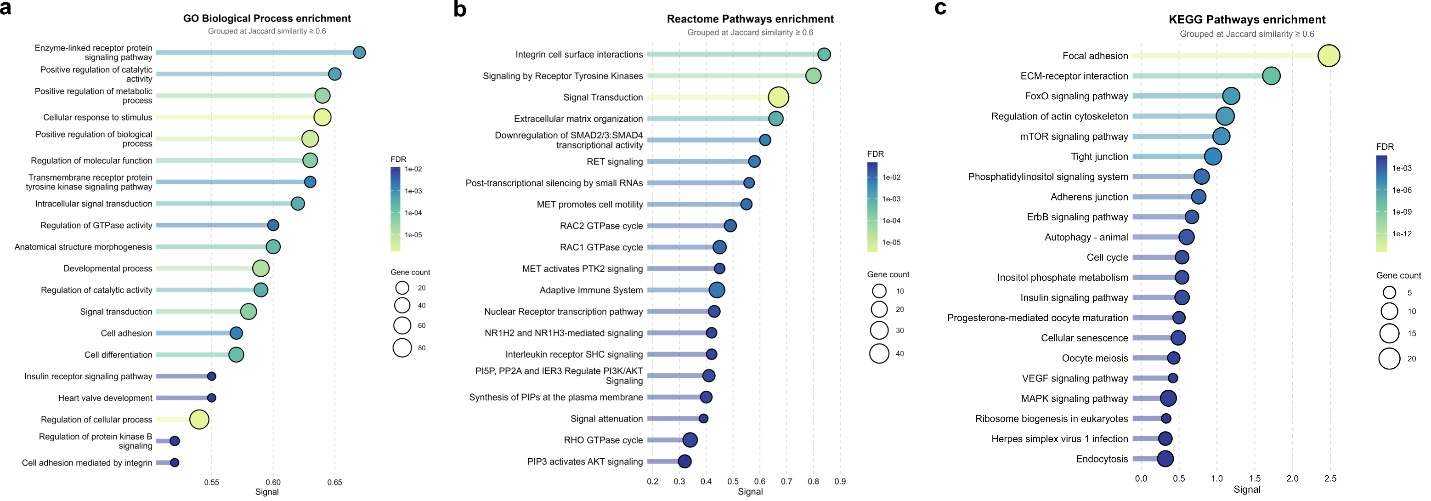 a
GO Biological Process enrichment
Grouped at Jaccard similarity ≥ 0.6
Enzyme-linked receptor protein
signaling pathway
Positive regulation of catalytic
activity
Positive regulation of metabolic
process
Cellular response to stimulus
Positive regulation of biological
process
Regulation of molecular function
Transmembrane receptor protein
tyrosine kinase signaling pathway
Intracellular signal transduction
Regulation of GTPase activity
Anatomical structure morphogenesis
Developmental process
Regulation of catalytic activity
Signal transduction
Cell adhesion
Cell differentiation
Insulin receptor signaling pathway
Heart valve development
Regulation of cellular process
Regulation of protein kinase B
signaling
Cell adhesion mediated by integrin
0.55 0.60 0.65
Signal
FDR
1e-02
1e-03
1e-04
1e-05
Gene count
20
40
60
80
b
Reactome Pathways enrichment
Grouped at Jaccard similarity ≥ 0.6
Integrin cell surface interactions
Signaling by Receptor Tyrosine Kinases
Signal Transduction
Extracellular matrix organization
Downregulation of SMAD2/3:SMAD4
transcriptional activity
RET signaling
Post-transcriptional silencing by small RNAs
MET promotes cell motility
RAC2 GTPase cycle
RAC1 GTPase cycle
MET activates PTK2 signaling
Adaptive Immune System
Nuclear Receptor transcription pathway
NR1H2 and NR1H3-mediated signaling
Interleukin receptor SHC signaling
PI5P, PP2A and IER3 Regulate PI3K/AKT
Signaling
Synthesis of PIPs at the plasma membrane
Signal attenuation
RHO GTPase cycle
PIP3 activates AKT signaling
0.2 0.3 0.4 0.5 0.6 0.7 0.8 0.9
Signal
FDR
1e-02
1e-03
1e-04
1e-05
Gene count
10
20
30
40
c
KEGG Pathways enrichment
Grouped at Jaccard similarity ≥ 0.6
Focal adhesion
ECM-receptor interaction
FoxO signaling pathway
Regulation of actin cytoskeleton
mTOR signaling pathway
Tight junction
Phosphatidylinositol signaling system
Adherens junction
ErbB signaling pathway
Autophagy - animal
Cell cycle
Inositol phosphate metabolism
Insulin signaling pathway
Progesterone-mediated oocyte maturation
Cellular senescence
Oocyte meiosis
VEGF signaling pathway
MAPK signaling pathway
Ribosome biogenesis in eukaryotes
Herpes simplex virus 1 infection
Endocytosis
0.0 0.5 1.0 1.5 2.0 2.5
Signal
FDR
1e-03
1e-06
1e-09
1e-12
Gene count
5
10
15
20